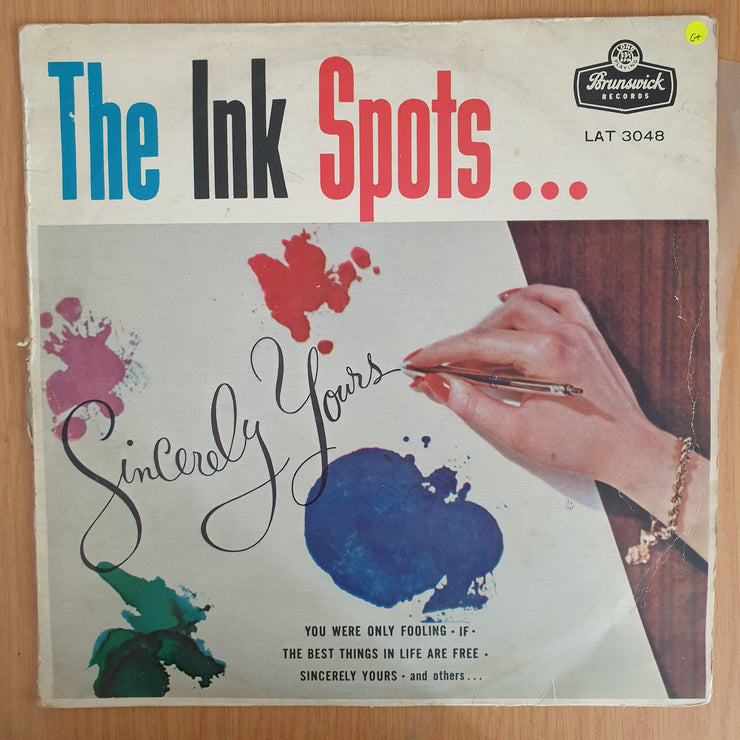 G+
LONG
33⅓
PLAYING
Brunswick
RECORDS
LAT 3048
The Ink Spots...
Sincerely Yours
YOU WERE ONLY FOOLING • IF •
THE BEST THINGS IN LIFE ARE FREE •
SINCERELY YOURS • and others...